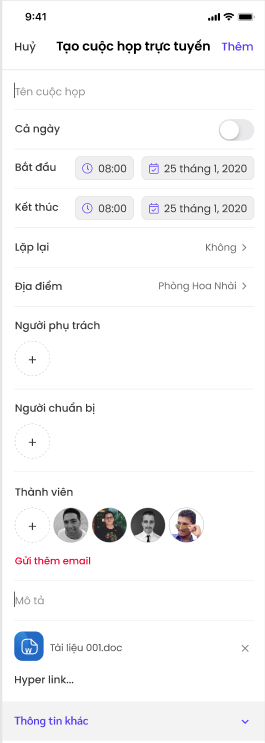 9:41
Huỷ Tạo cuộc họp trực tuyến Thêm
Tên cuộc họp
Cả ngày
Bắt đầu 08:00 25 tháng 1, 2020
Kết thúc 08:00 25 tháng 1, 2020
Lặp lại Không
Địa điểm Phòng Hoa Nhài
Người phụ trách
+
Người chuẩn bị
+
Thành viên
+
Gửi thêm email
Mô tả
W Tài liệu 001.doc
Hyper link...
Thông tin khác